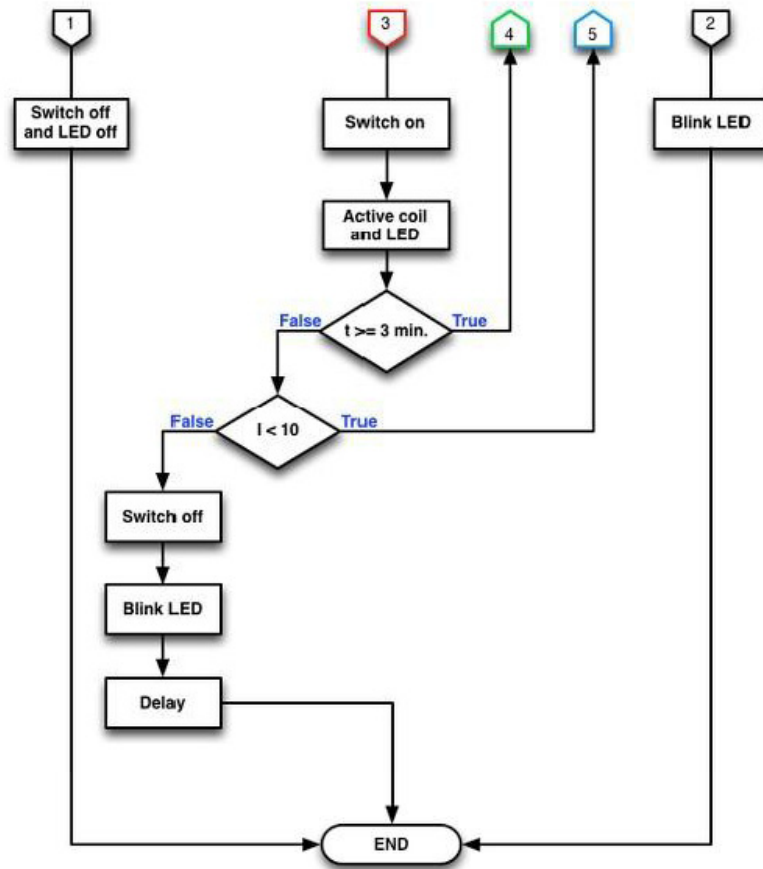 1
3
4
5
2
Switch off
and LED off
Switch on
Blink LED
Active coil
and LED
False
t >= 3 min.
True
False
I < 10
True
Switch off
Blink LED
Delay
END